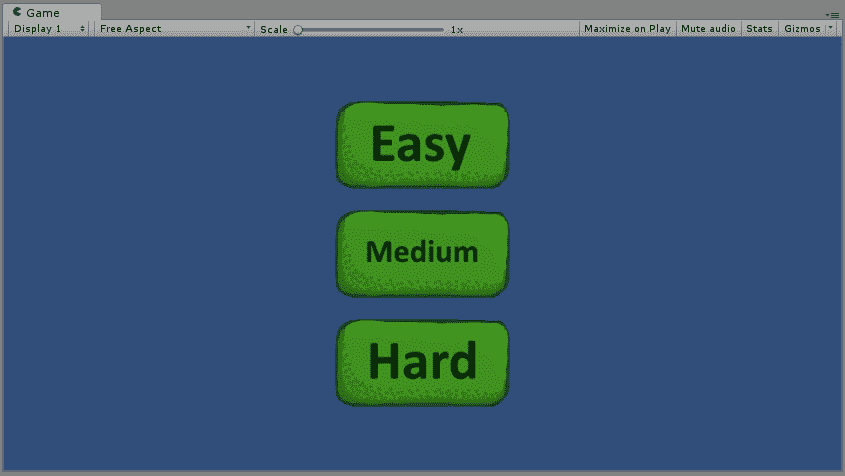 Game
Display 1 Free Aspect Scale 1x Maximize on Play Mute audio Stats Gizmos
Easy
Medium
Hard